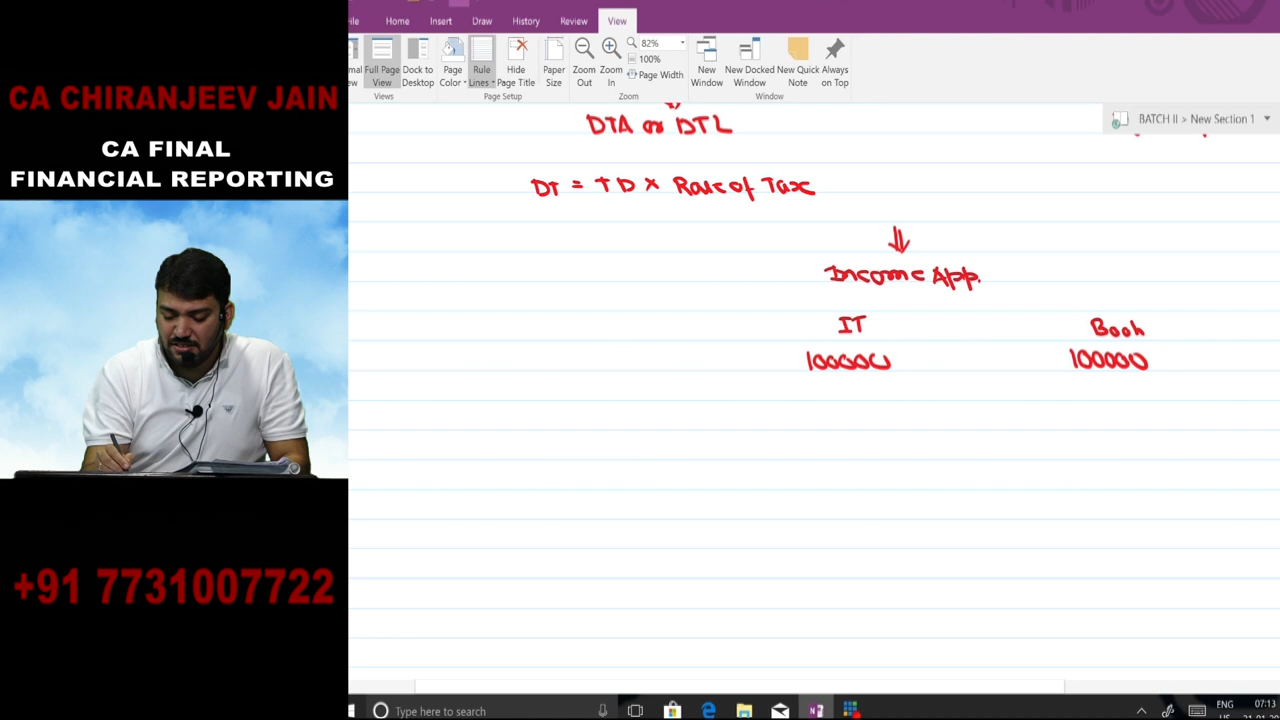 File Home Insert Draw History Review View
CA CHIRANJEEV JAIN
CA FINAL
FINANCIAL REPORTING
+91 7731007722
Full Page View
Dock to Desktop
Views
Page Color
Rule Lines
Hide Page Title
Paper Size
Page Setup
Zoom Out
Zoom In
82%
100%
Page Width
Zoom
New Window
New Docked Window
New Quick Note
Always on Top
Window
BATCH II > New Section 1
DTA or DTL
DT = TD x Rate of Tax
Income App.
IT Book
100000 100000
Type here to search
ENG 07:13
US